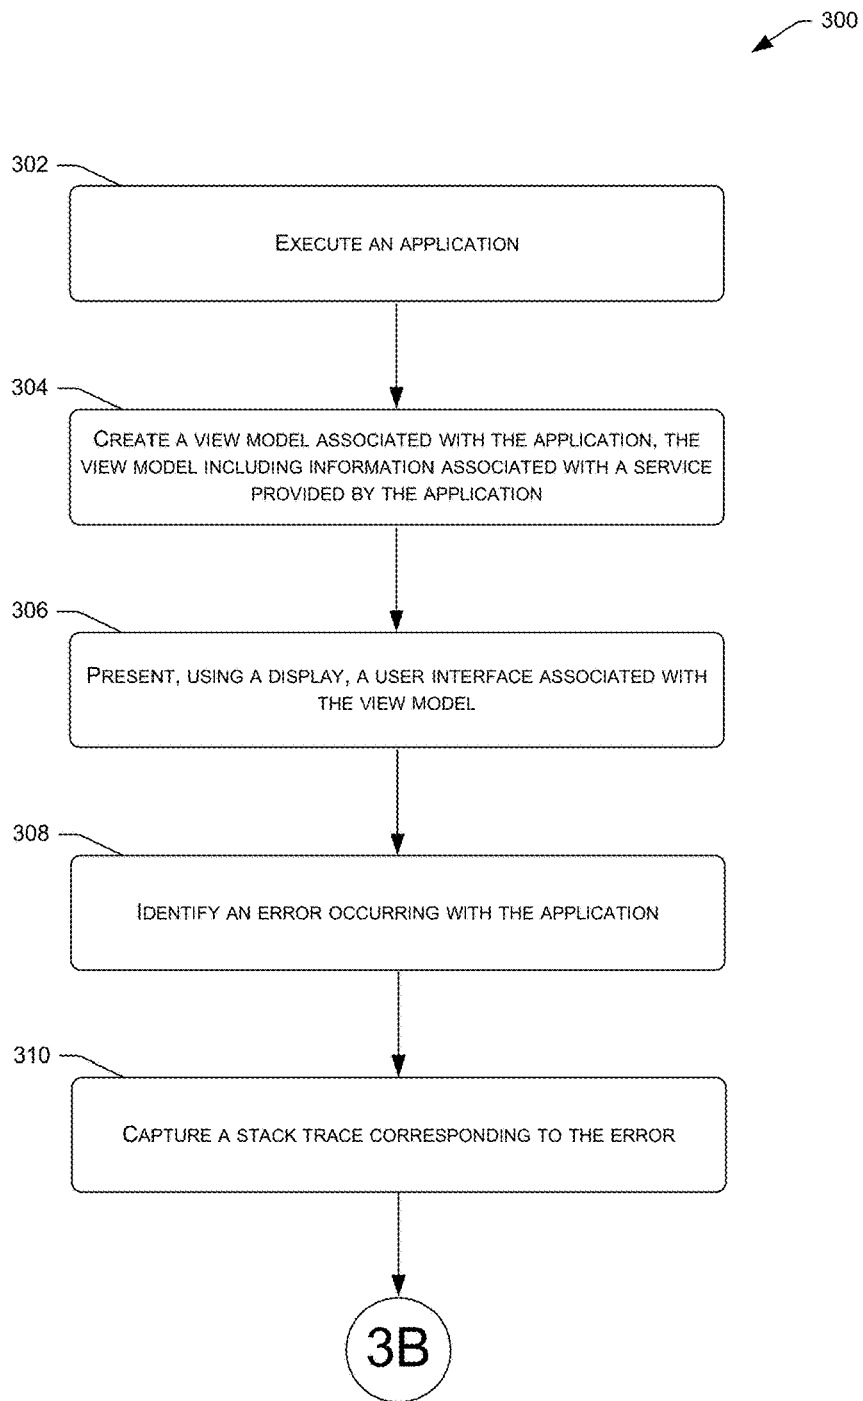 300
302
EXECUTE AN APPLICATION
304
CREATE A VIEW MODEL ASSOCIATED WITH THE APPLICATION, THE
VIEW MODEL INCLUDING INFORMATION ASSOCIATED WITH A SERVICE
PROVIDED BY THE APPLICATION
306
PRESENT, USING A DISPLAY, A USER INTERFACE ASSOCIATED WITH
THE VIEW MODEL
308
IDENTIFY AN ERROR OCCURRING WITH THE APPLICATION
310
CAPTURE A STACK TRACE CORRESPONDING TO THE ERROR
3B